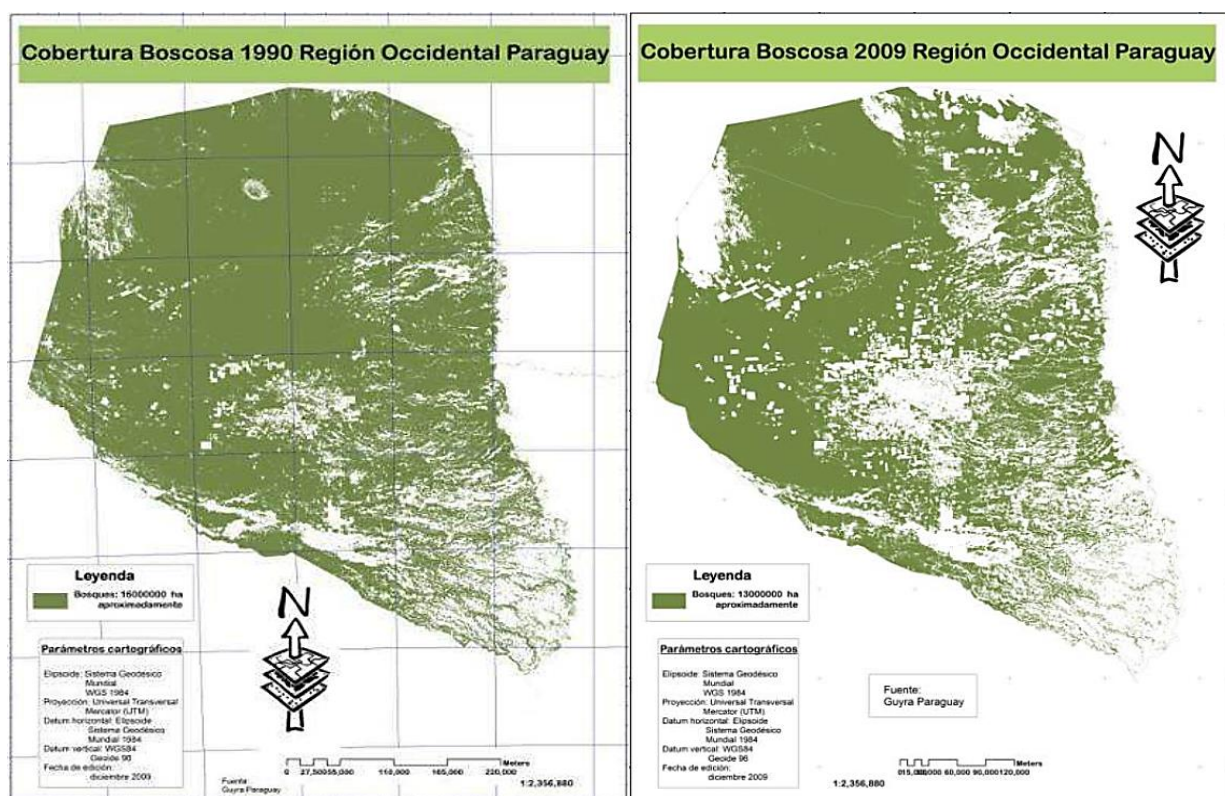 Cobertura Boscosa 1990 Región Occidental Paraguay
N
Leyenda
Bosques: 16000000 ha
aproximadamente
Parámetros cartográficos
Elipsoide: Sistema Geodésico
Mundial
WGS 1984
Proyección: Universal Transversal
Mercator (UTM)
Datum horizontal: Elipsoide
Sistema Geodésico
Mundial 1984
Datum vertical: WGS84
Geoide 96
Fecha de edición:
diciembre 2009
Meters
0 27,500 55,000 110,000 165,000 220,000
Fuente
Guyra Paraguay
1:2,356,880
Cobertura Boscosa 2009 Región Occidental Paraguay
N
Leyenda
Bosques: 13000000 ha
aproximadamente
Parámetros cartográficos
Elipsoide: Sistema Geodésico
Mundial
WGS 1984
Proyección: Universal Transversal
Mercator (UTM)
Datum horizontal: Elipsoide
Sistema Geodésico
Mundial 1984
Datum vertical: WGS84
Geoide 96
Fecha de edición:
diciembre 2009
Fuente:
Guyra Paraguay
Meters
60,000 90,000 120,000
1:2,356,880